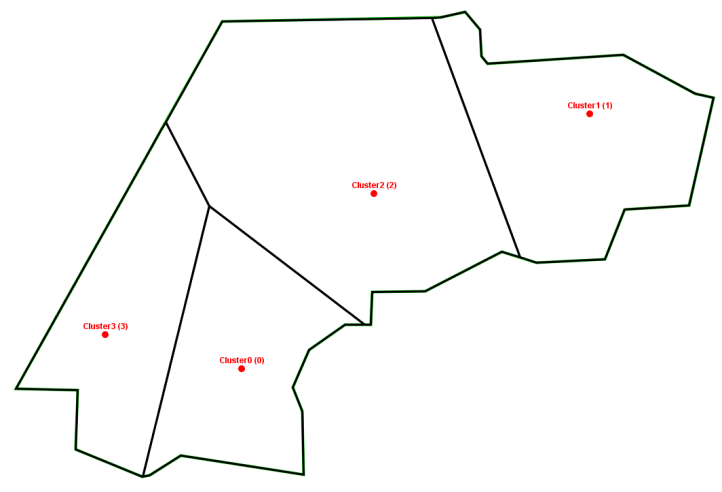 Cluster1 (1)
Cluster2 (2)
Cluster3 (3)
Cluster0 (0)